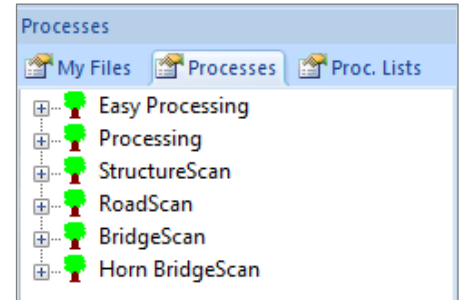 Processes
My Files Processes Proc. Lists
Easy Processing
Processing
StructureScan
RoadScan
BridgeScan
Horn BridgeScan